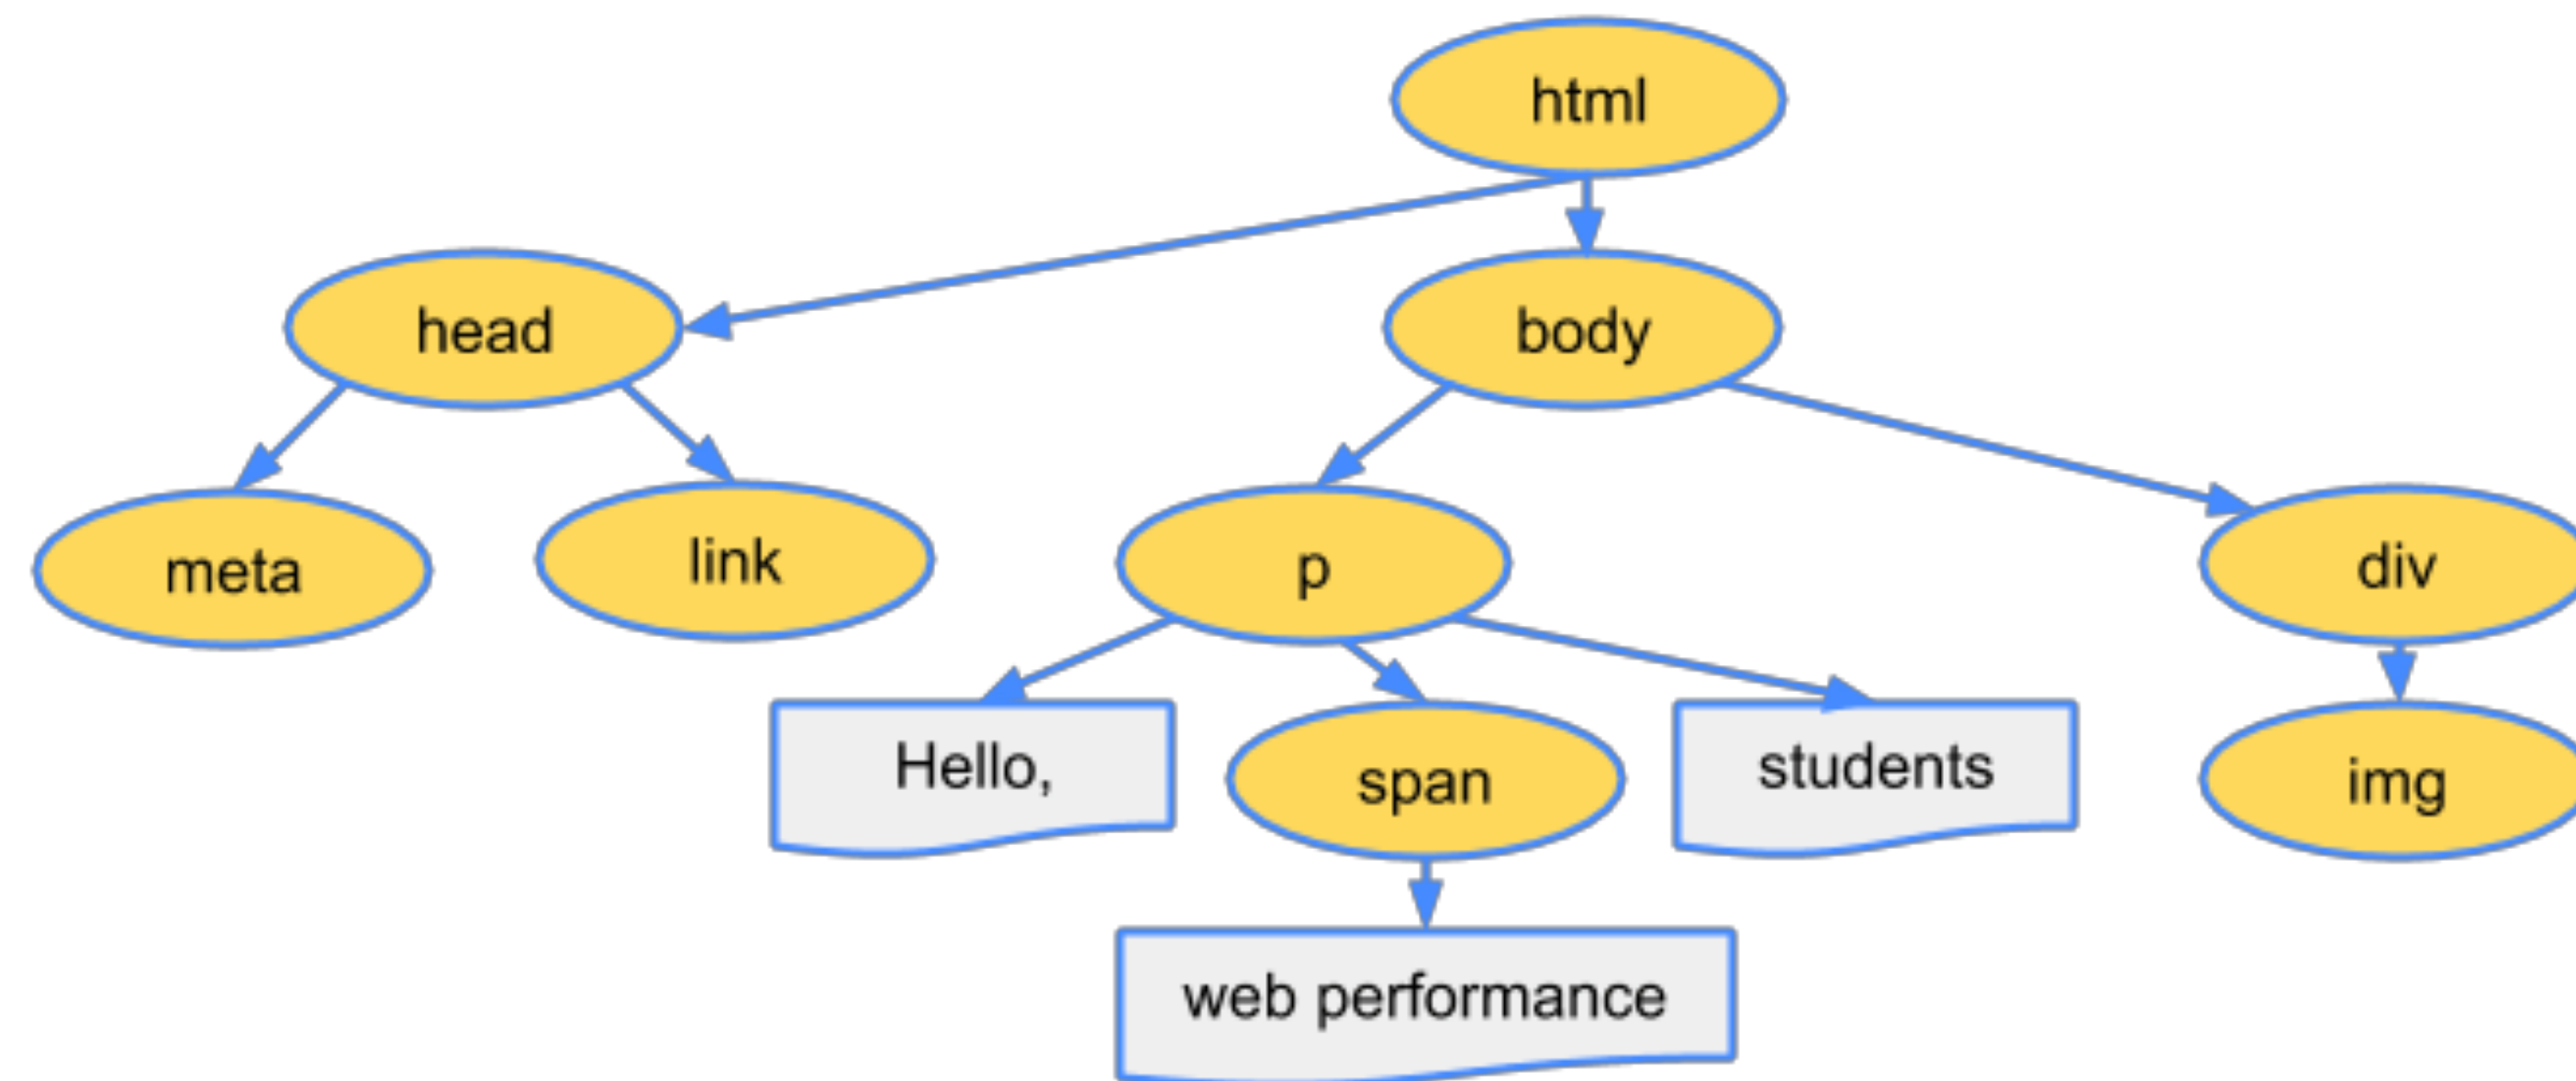 html
head
body
meta
link
p
div
Hello,
span
students
img
web performance